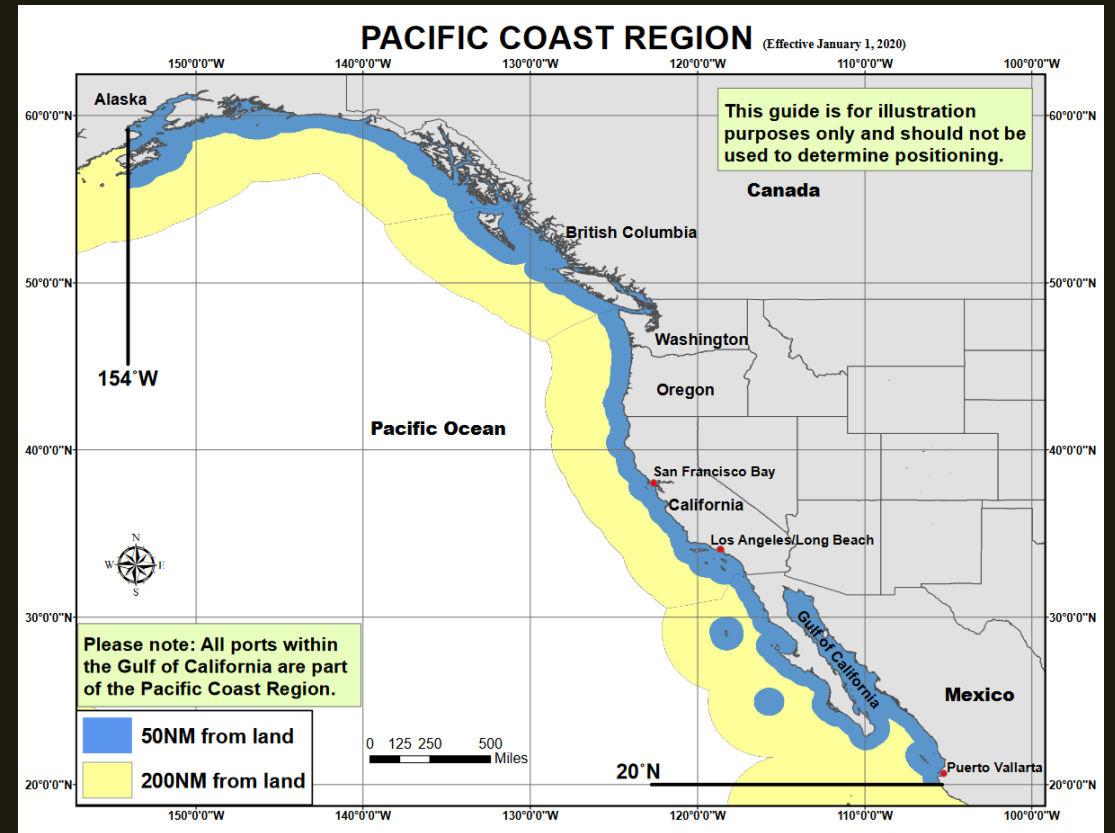 PACIFIC COAST REGION (Effective January 1, 2020)
150°0'0"W 140°0'0"W 130°0'0"W 120°0'0"W 110°0'0"W 100°0'0"W
Alaska
60°0'0"N
This guide is for illustration
purposes only and should not be
used to determine positioning.
60°0'0"N
Canada
British Columbia
50°0'0"N
50°0'0"N
Washington
154°W
Oregon
Pacific Ocean
40°0'0"N
40°0'0"N
San Francisco Bay
California
Los Angeles/Long Beach
N
W E
S
30°0'0"N
30°0'0"N
Gulf of California
Please note: All ports within
the Gulf of California are part
of the Pacific Coast Region.
Mexico
50NM from land
200NM from land
0 125 250 500
Miles
20°N
Puerto Vallarta
20°0'0"N
20°0'0"N
150°0'0"W 140°0'0"W 130°0'0"W 120°0'0"W 110°0'0"W 100°0'0"W